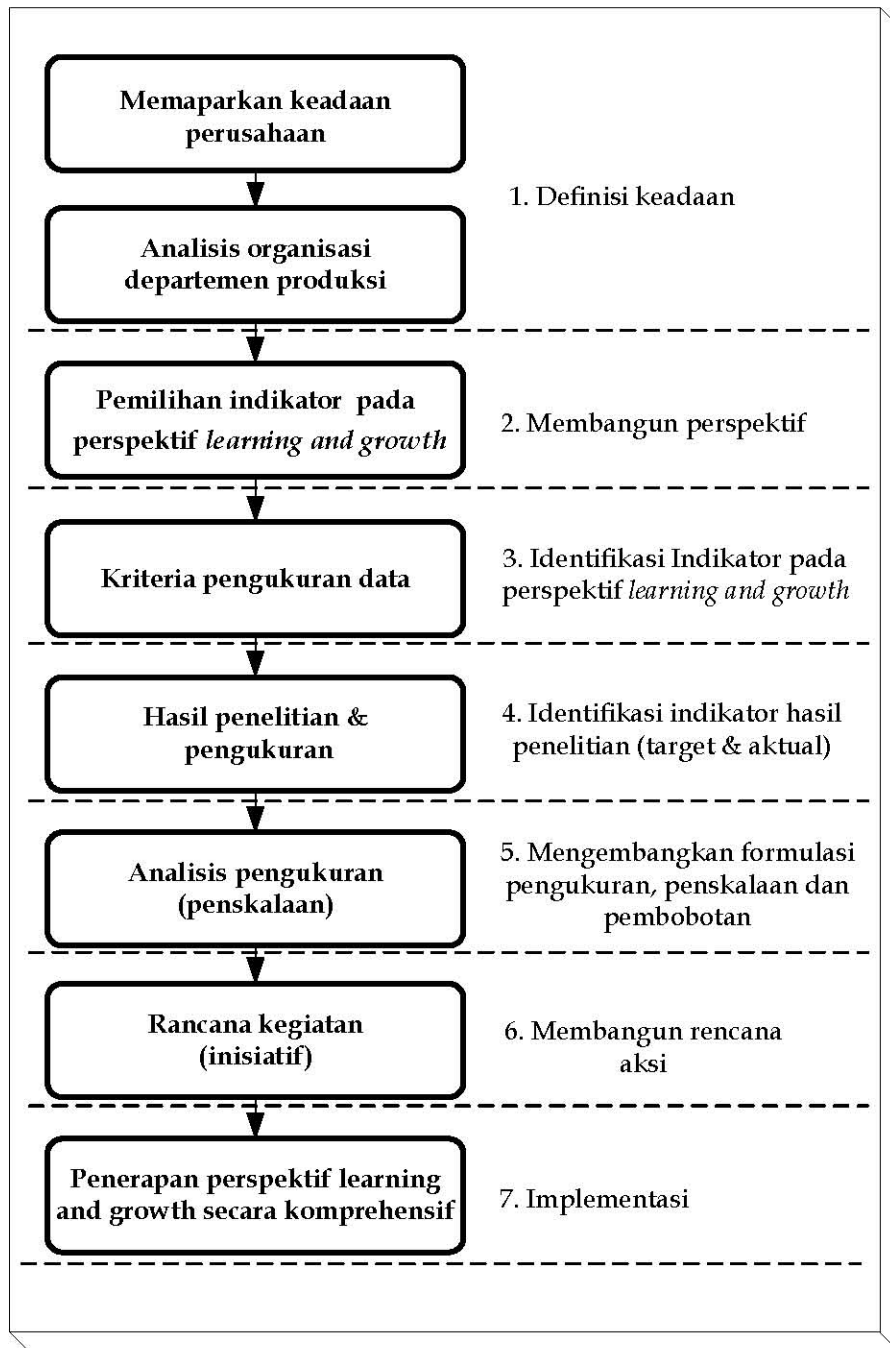 Memaparkan keadaan
perusahaan
1. Definisi keadaan
Analisis organisasi
departemen produksi
Pemilihan indikator pada
perspektif learning and growth
2. Membangun perspektif
Kriteria pengukuran data
3. Identifikasi Indikator pada
perspektif learning and growth
Hasil penelitian &
pengukuran
4. Identifikasi indikator hasil
penelitian (target & aktual)
Analisis pengukuran
(penskalaan)
5. Mengembangkan formulasi
pengukuran, penskalaan dan
pembobotan
Rancana kegiatan
(inisiatif)
6. Membangun rencana
aksi
Penerapan perspektif learning
and growth secara komprehensif
7. Implementasi